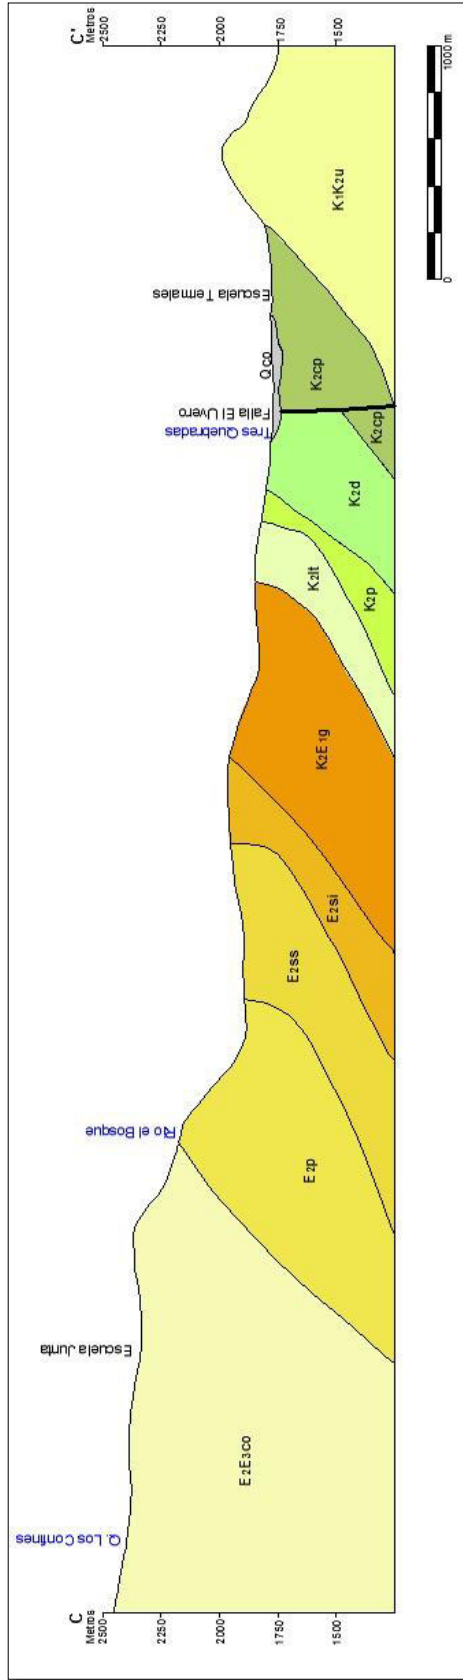 C
Metros
2500
2250
2000
1750
1500
Q. Los Confines
Escuela Junta
Río el Bosque
Tres Quebradas
Falla El Uvero
Qco
Escuela Termales
C'
Metros
2500
2250
2000
1750
1500
E2E3co
E2p
E2ss
E2si
K2E1g
K2lt
K2p
K2d
K2cp
K2cp
K1K2u
0
1000 m